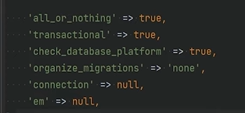 'all_or_nothing' => true,
'transactional' => true,
'check_database_platform' => true,
'organize_migrations' => 'none',
'connection' => null,
'em' => null,